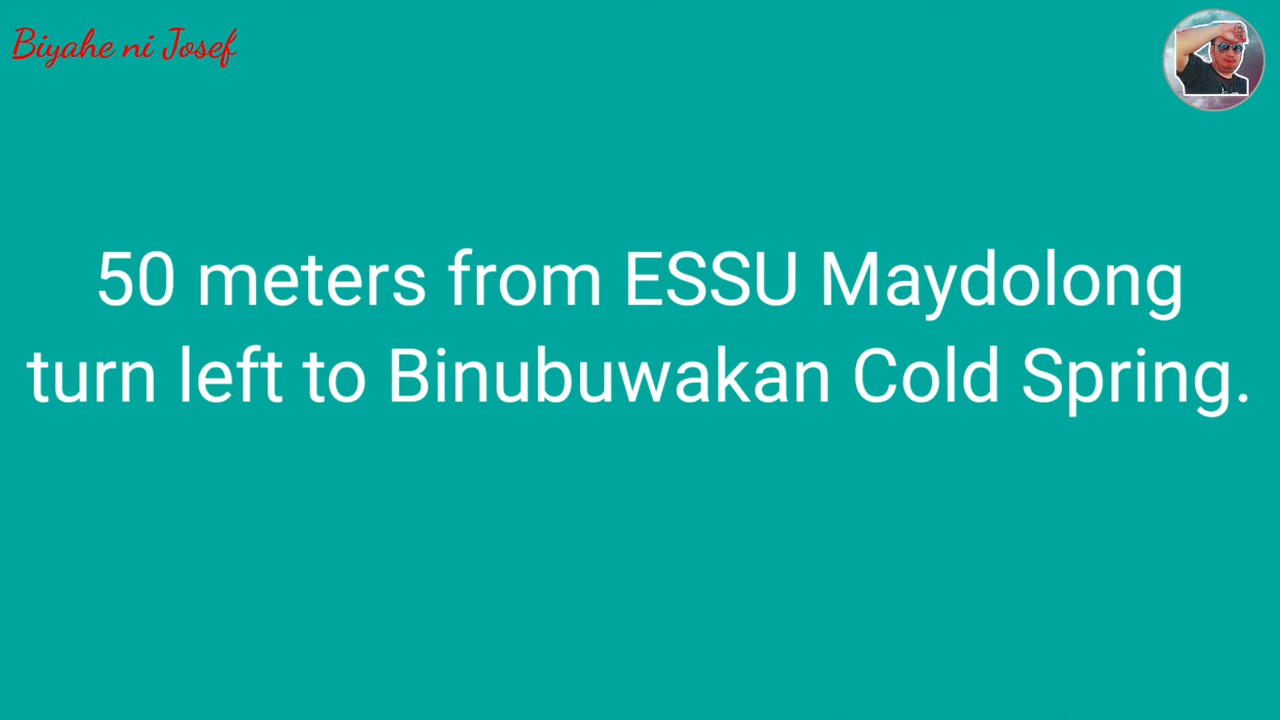 Biyahe ni Josef
50 meters from ESSU Maydolong
turn left to Binubuwakan Cold Spring.